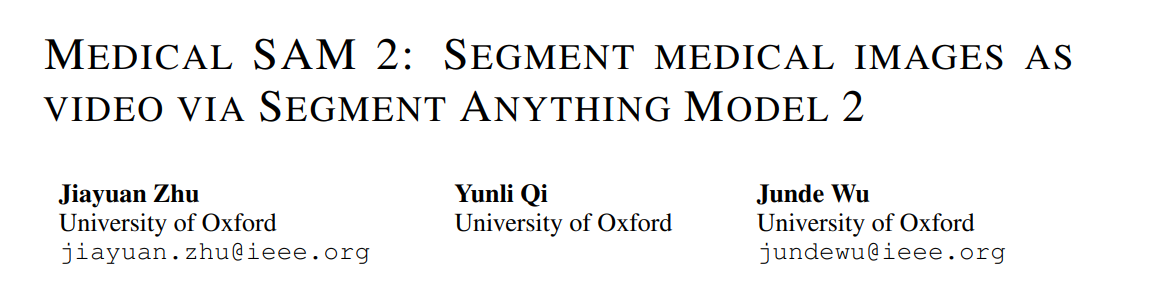 MEDICAL SAM 2: SEGMENT MEDICAL IMAGES AS
VIDEO VIA SEGMENT ANYTHING MODEL 2
Jiayuan Zhu
University of Oxford
jiayuan.zhu@ieee.org
Yunli Qi
University of Oxford
Junde Wu
University of Oxford
jundewu@ieee.org